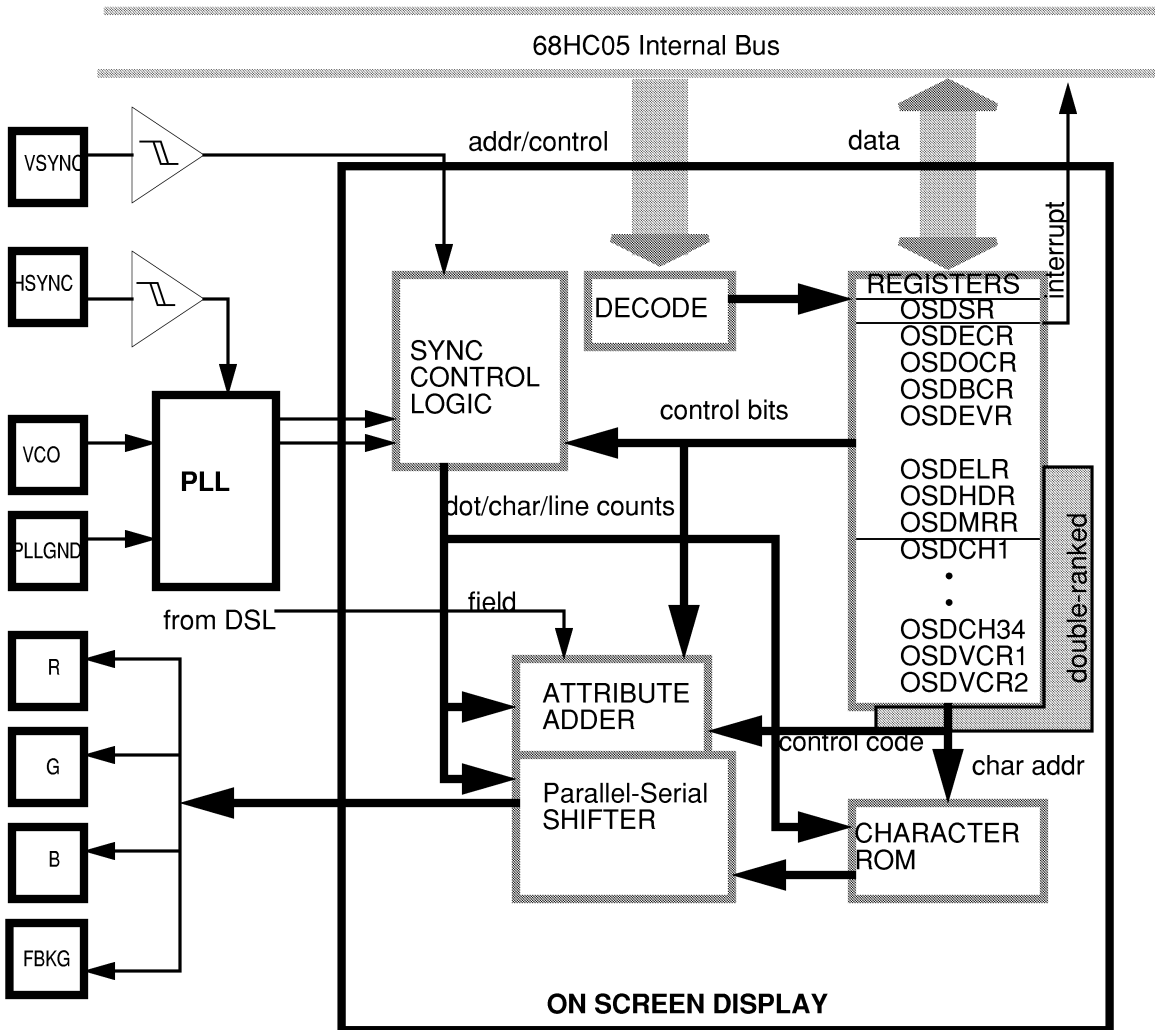 68HC05 Internal Bus
addr/control
data
VSYNC
HSYNC
interrupt
REGISTERS
OSDSR
OSDECR
OSDOCR
OSDBCR
OSDEVR
OSDELR
OSDHDR
OSDMRR
OSDCH1
OSDCH34
OSDVCR1
OSDVCR2
DECODE
SYNC
CONTROL
LOGIC
control bits
VCO
PLL
PLLGND
dot/char/line counts
double-ranked
field
from DSL
R
G
B
FBKG
ATTRIBUTE
ADDER
control code
char addr
Parallel-Serial
SHIFTER
CHARACTER
ROM
ON SCREEN DISPLAY